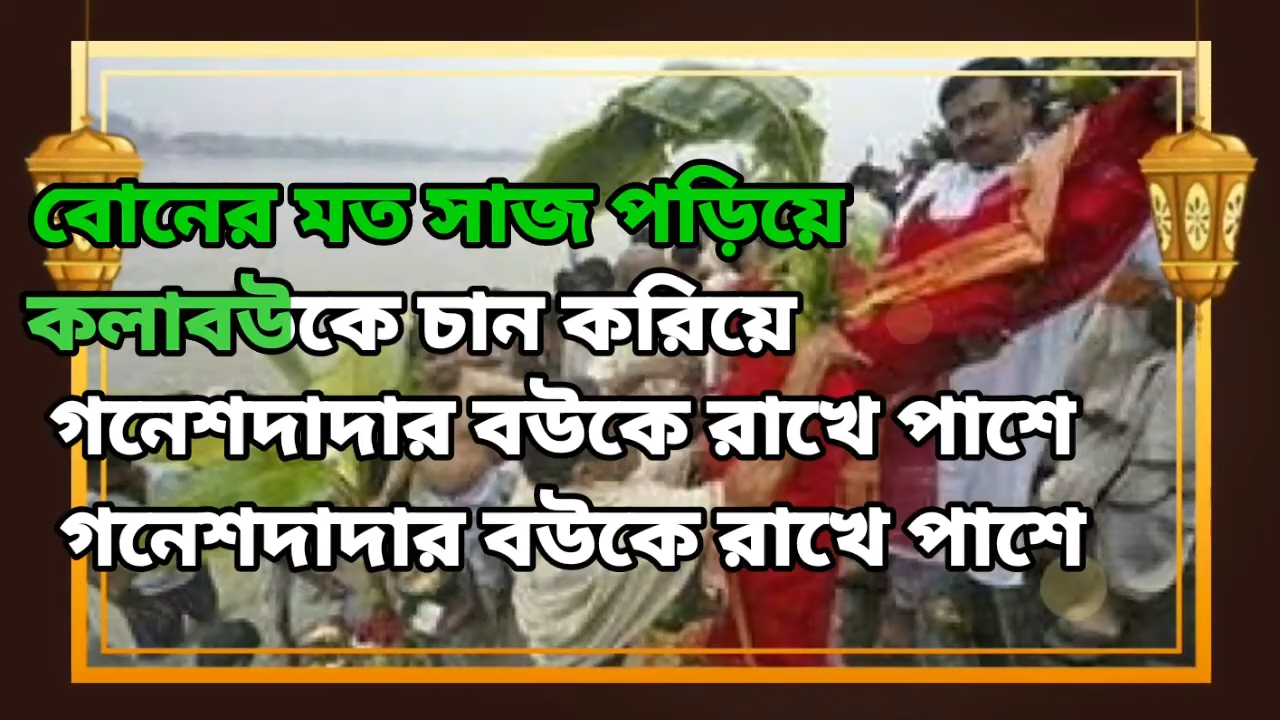 বোনের মত সাজ পড়িয়ে
কলাবউকে চান করিয়ে
গনেশদাদার বউকে রাখে পাশে
গনেশদাদার বউকে রাখে পাশে